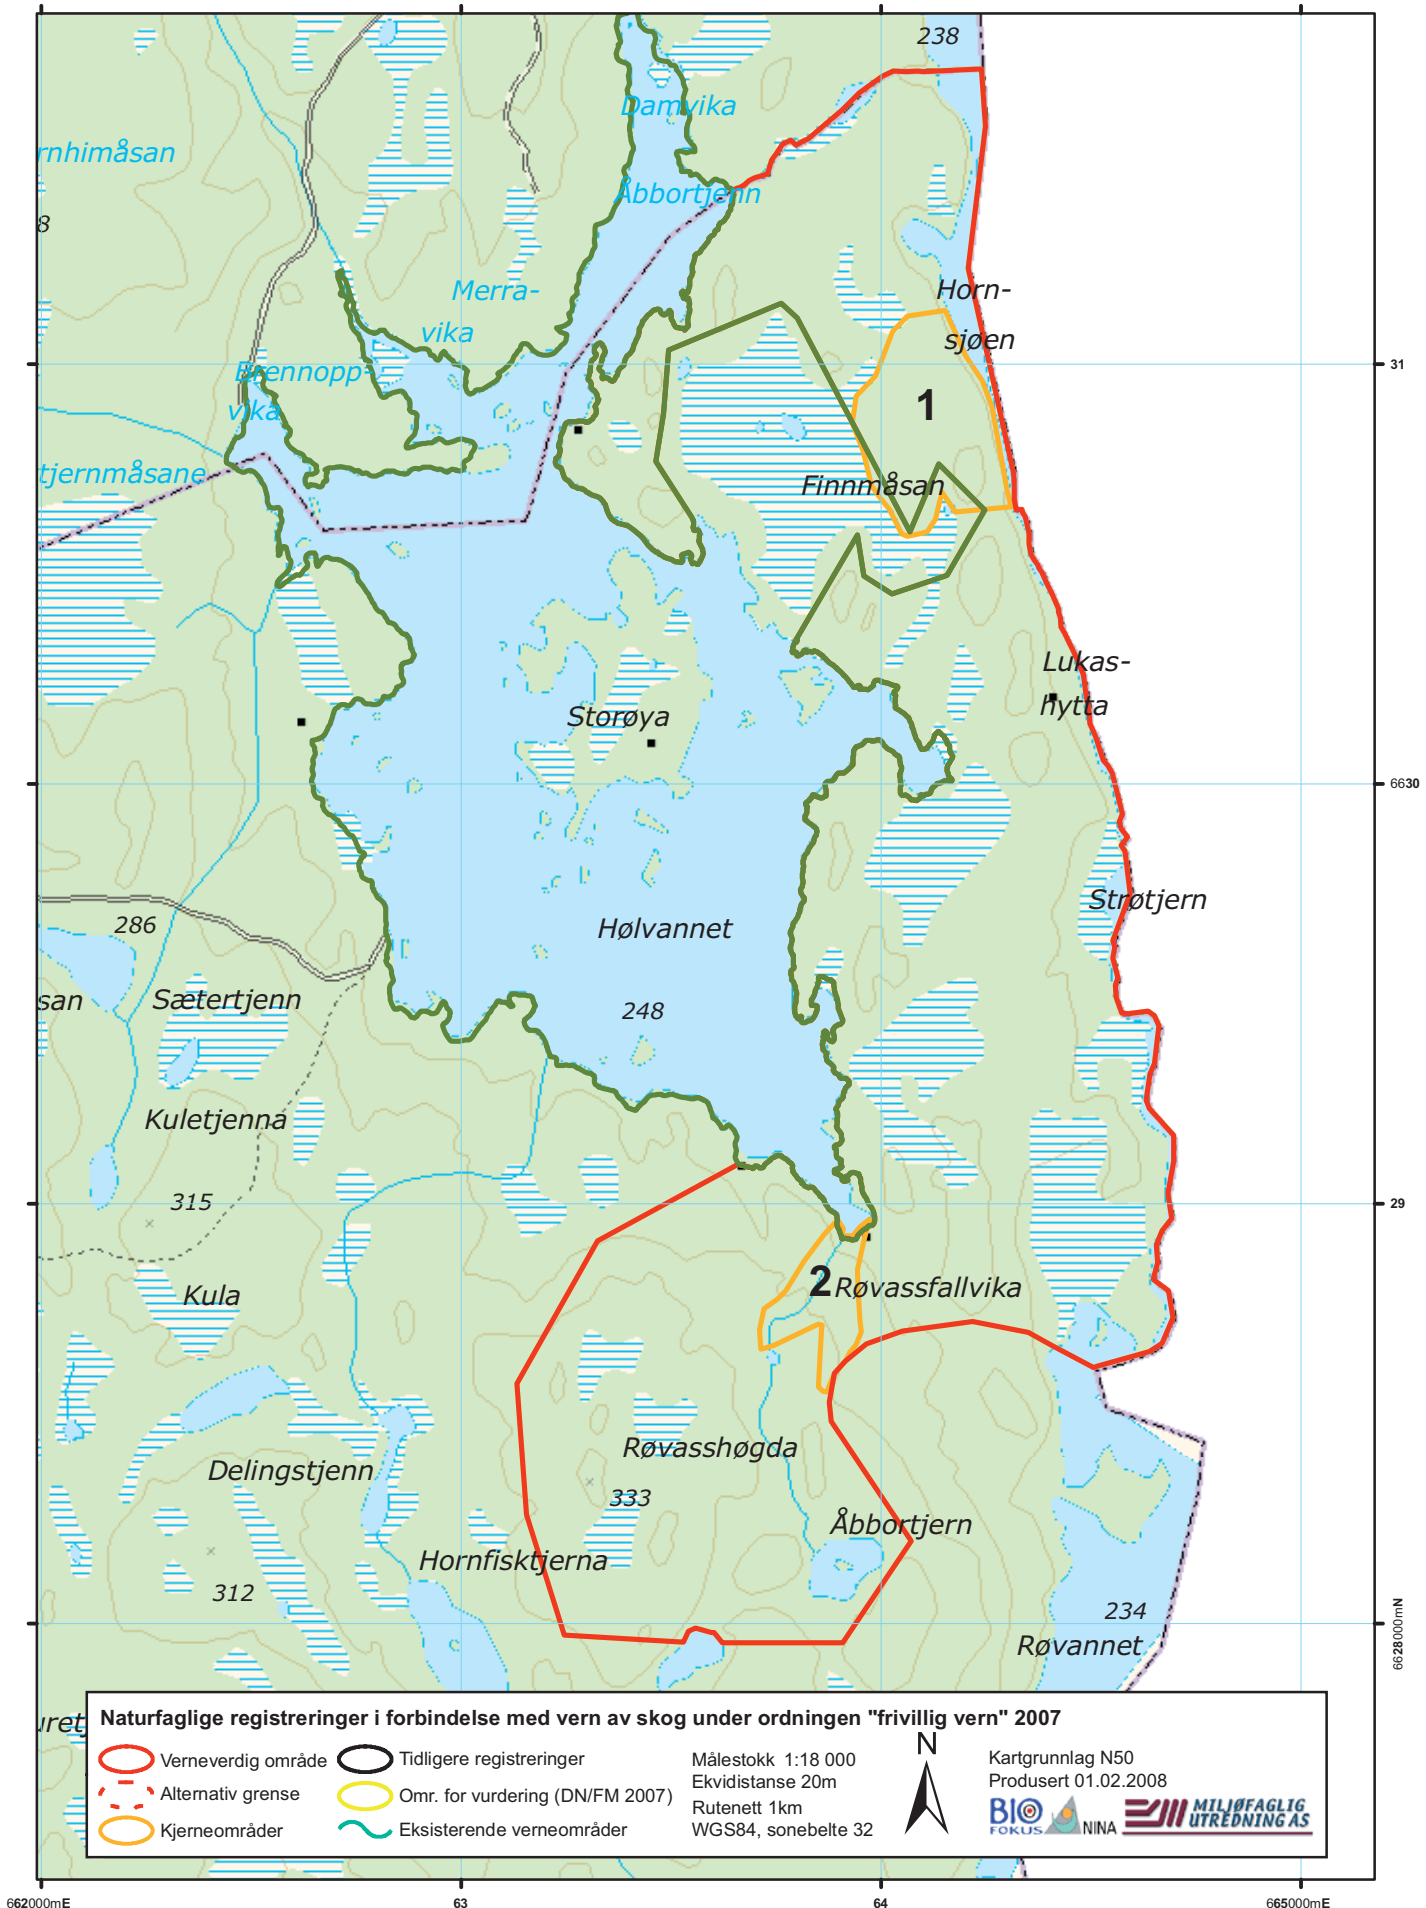 238
Damvika
rnhimåsan
Åbbortjenn
8
Merra-
vika
Horn-
sjøen
Brennopp-
vika
31
1
tjernmåsane
Finnmåsan
Lukas-
hytta
Storøya
6630
Strøtjern
286
Hølvannet
san
Sætertjenn
248
Kuletjenna
315
29
Kula
2
Røvassfallvika
Røvasshøgda
Delingstjenn
333
Åbbortjern
Hornfisktjerna
312
234
Røvannet
6628000mN
uret
Naturfaglige registreringer i forbindelse med vern av skog under ordningen "frivillig vern" 2007
Verneverdig område
Alternativ grense
Kjerneområder
Tidligere registreringer
Omr. for vurdering (DN/FM 2007)
Eksisterende verneområder
Målestokk 1:18 000
Ekvidistanse 20m
Rutenett 1km
WGS84, sonebelte 32
N
Kartgrunnlag N50
Produsert 01.02.2008
BIO
FOKUS
NINA
MILJØFAGLIG
UTREDNING AS
662000mE
63
64
665000mE